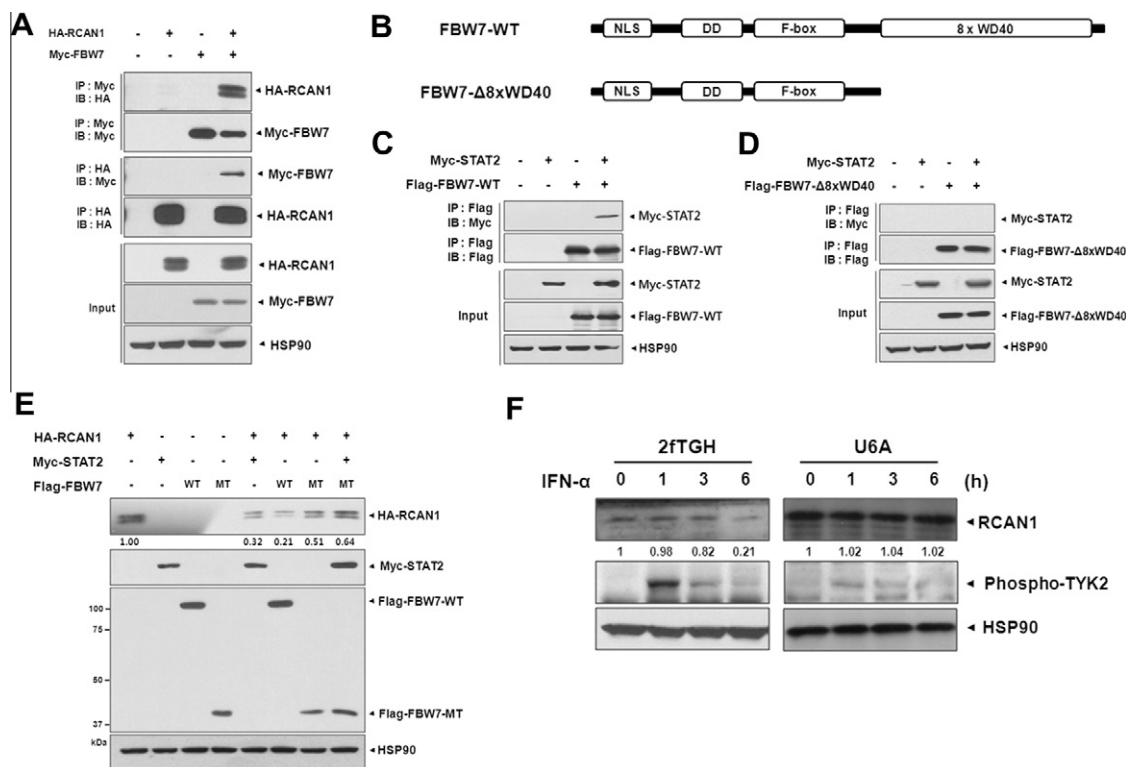 A
HA-RCAN1 - + - +
Myc-FBW7 - - + +
IP : Myc
IB : HA
HA-RCAN1
IP : Myc
IB : Myc
Myc-FBW7
IP : HA
IB : Myc
Myc-FBW7
IP : HA
IB : HA
HA-RCAN1
HA-RCAN1
Input
Myc-FBW7
HSP90
B
FBW7-WT
NLS DD F-box 8 x WD40
FBW7-Δ8xWD40
NLS DD F-box
C
Myc-STAT2 - + - +
Flag-FBW7-WT - - + +
IP : Flag
IB : Myc
Myc-STAT2
IP : Flag
IB : Flag
Flag-FBW7-WT
Myc-STAT2
Input
Flag-FBW7-WT
HSP90
D
Myc-STAT2 - + - +
Flag-FBW7-Δ8xWD40 - - + +
IP : Flag
IB : Myc
Myc-STAT2
IP : Flag
IB : Flag
Flag-FBW7-Δ8xWD40
Myc-STAT2
Input
Flag-FBW7-Δ8xWD40
HSP90
E
HA-RCAN1 + - - - + + + +
Myc-STAT2 - + - - + - - +
Flag-FBW7 - - WT MT - WT MT MT
HA-RCAN1
1.00 0.32 0.21 0.51 0.64
Myc-STAT2
Flag-FBW7-WT
100
75
50
37
Flag-FBW7-MT
kDa
HSP90
F
2fTGH U6A
IFN-α 0 1 3 6 0 1 3 6 (h)
RCAN1
1 0.98 0.82 0.21 1 1.02 1.04 1.02
Phospho-TYK2
HSP90